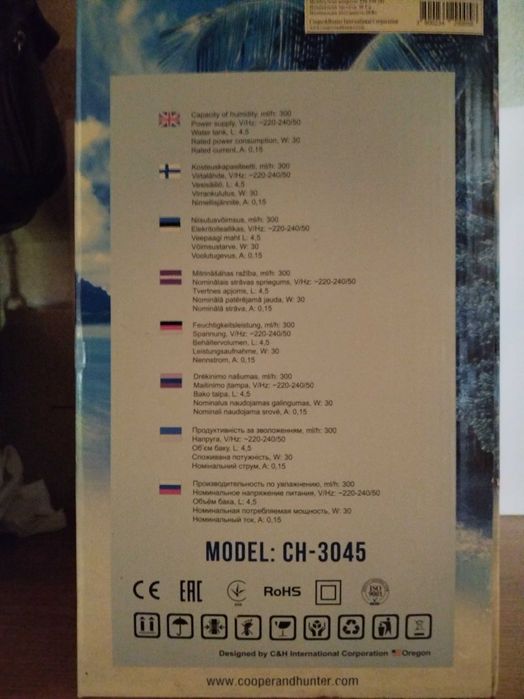 Cooper&Hunter International Corporation
Capacity of humidity, ml/h: 300
Power supply, V/Hz: ~220-240/50
Water tank, L: 4,5
Rated power consumption, W: 30
Rated current, A: 0,15
Kosteuskapasiteetti, ml/h: 300
Virtalähde, V/Hz: ~220-240/50
Vesisäiliö, L: 4,5
Virrankulutus, W: 30
Nimellisjännite, A: 0,15
Niisutusvõimsus, ml/h: 300
Elekritoiteallikas, V/Hz: ~220-240/50
Veepaagi maht L: 4,5
Võimsustarve, W: 30
Voolutugevus, A: 0,15
Mitrināšanas ražība, ml/h: 300
Nominālais strāvas spriegums, V/Hz: ~220-240/50
Tvertnes apjoms, L: 4,5
Nominālā patērējamā jauda, W: 30
Nominālā strāva, A: 0,15
Feuchtigkeitsleistung, ml/h: 300
Spannung, V/Hz: ~220-240/50
Behältervolumen, L: 4,5
Leistungsaufnahme, W: 30
Nennstrom, A: 0,15
Drėkinimo našumas, ml/h: 300
Maitinimo įtampa, V/Hz: ~220-240/50
Bako talpa, L: 4,5
Nominalus naudojamas galingumas, W: 30
Nominali naudojama srovė, A: 0,15
Продуктивність за зволоженням, ml/h: 300
Напруга, V/Hz: ~220-240/50
Об'єм баку, L: 4,5
Споживана потужність, W: 30
Номінальний струм, A: 0,15
Производительность по увлажнению, ml/h: 300
Номинальное напряжение питания, V/Hz: ~220-240/50
Объём бака, L: 4,5
Номинальная потребляемая мощность, W: 30
Номинальный ток, A: 0,15
MODEL: CH-3045
CE EAC RoHS ISO 9001
Designed by C&H International Corporation Oregon
www.cooperandhunter.com